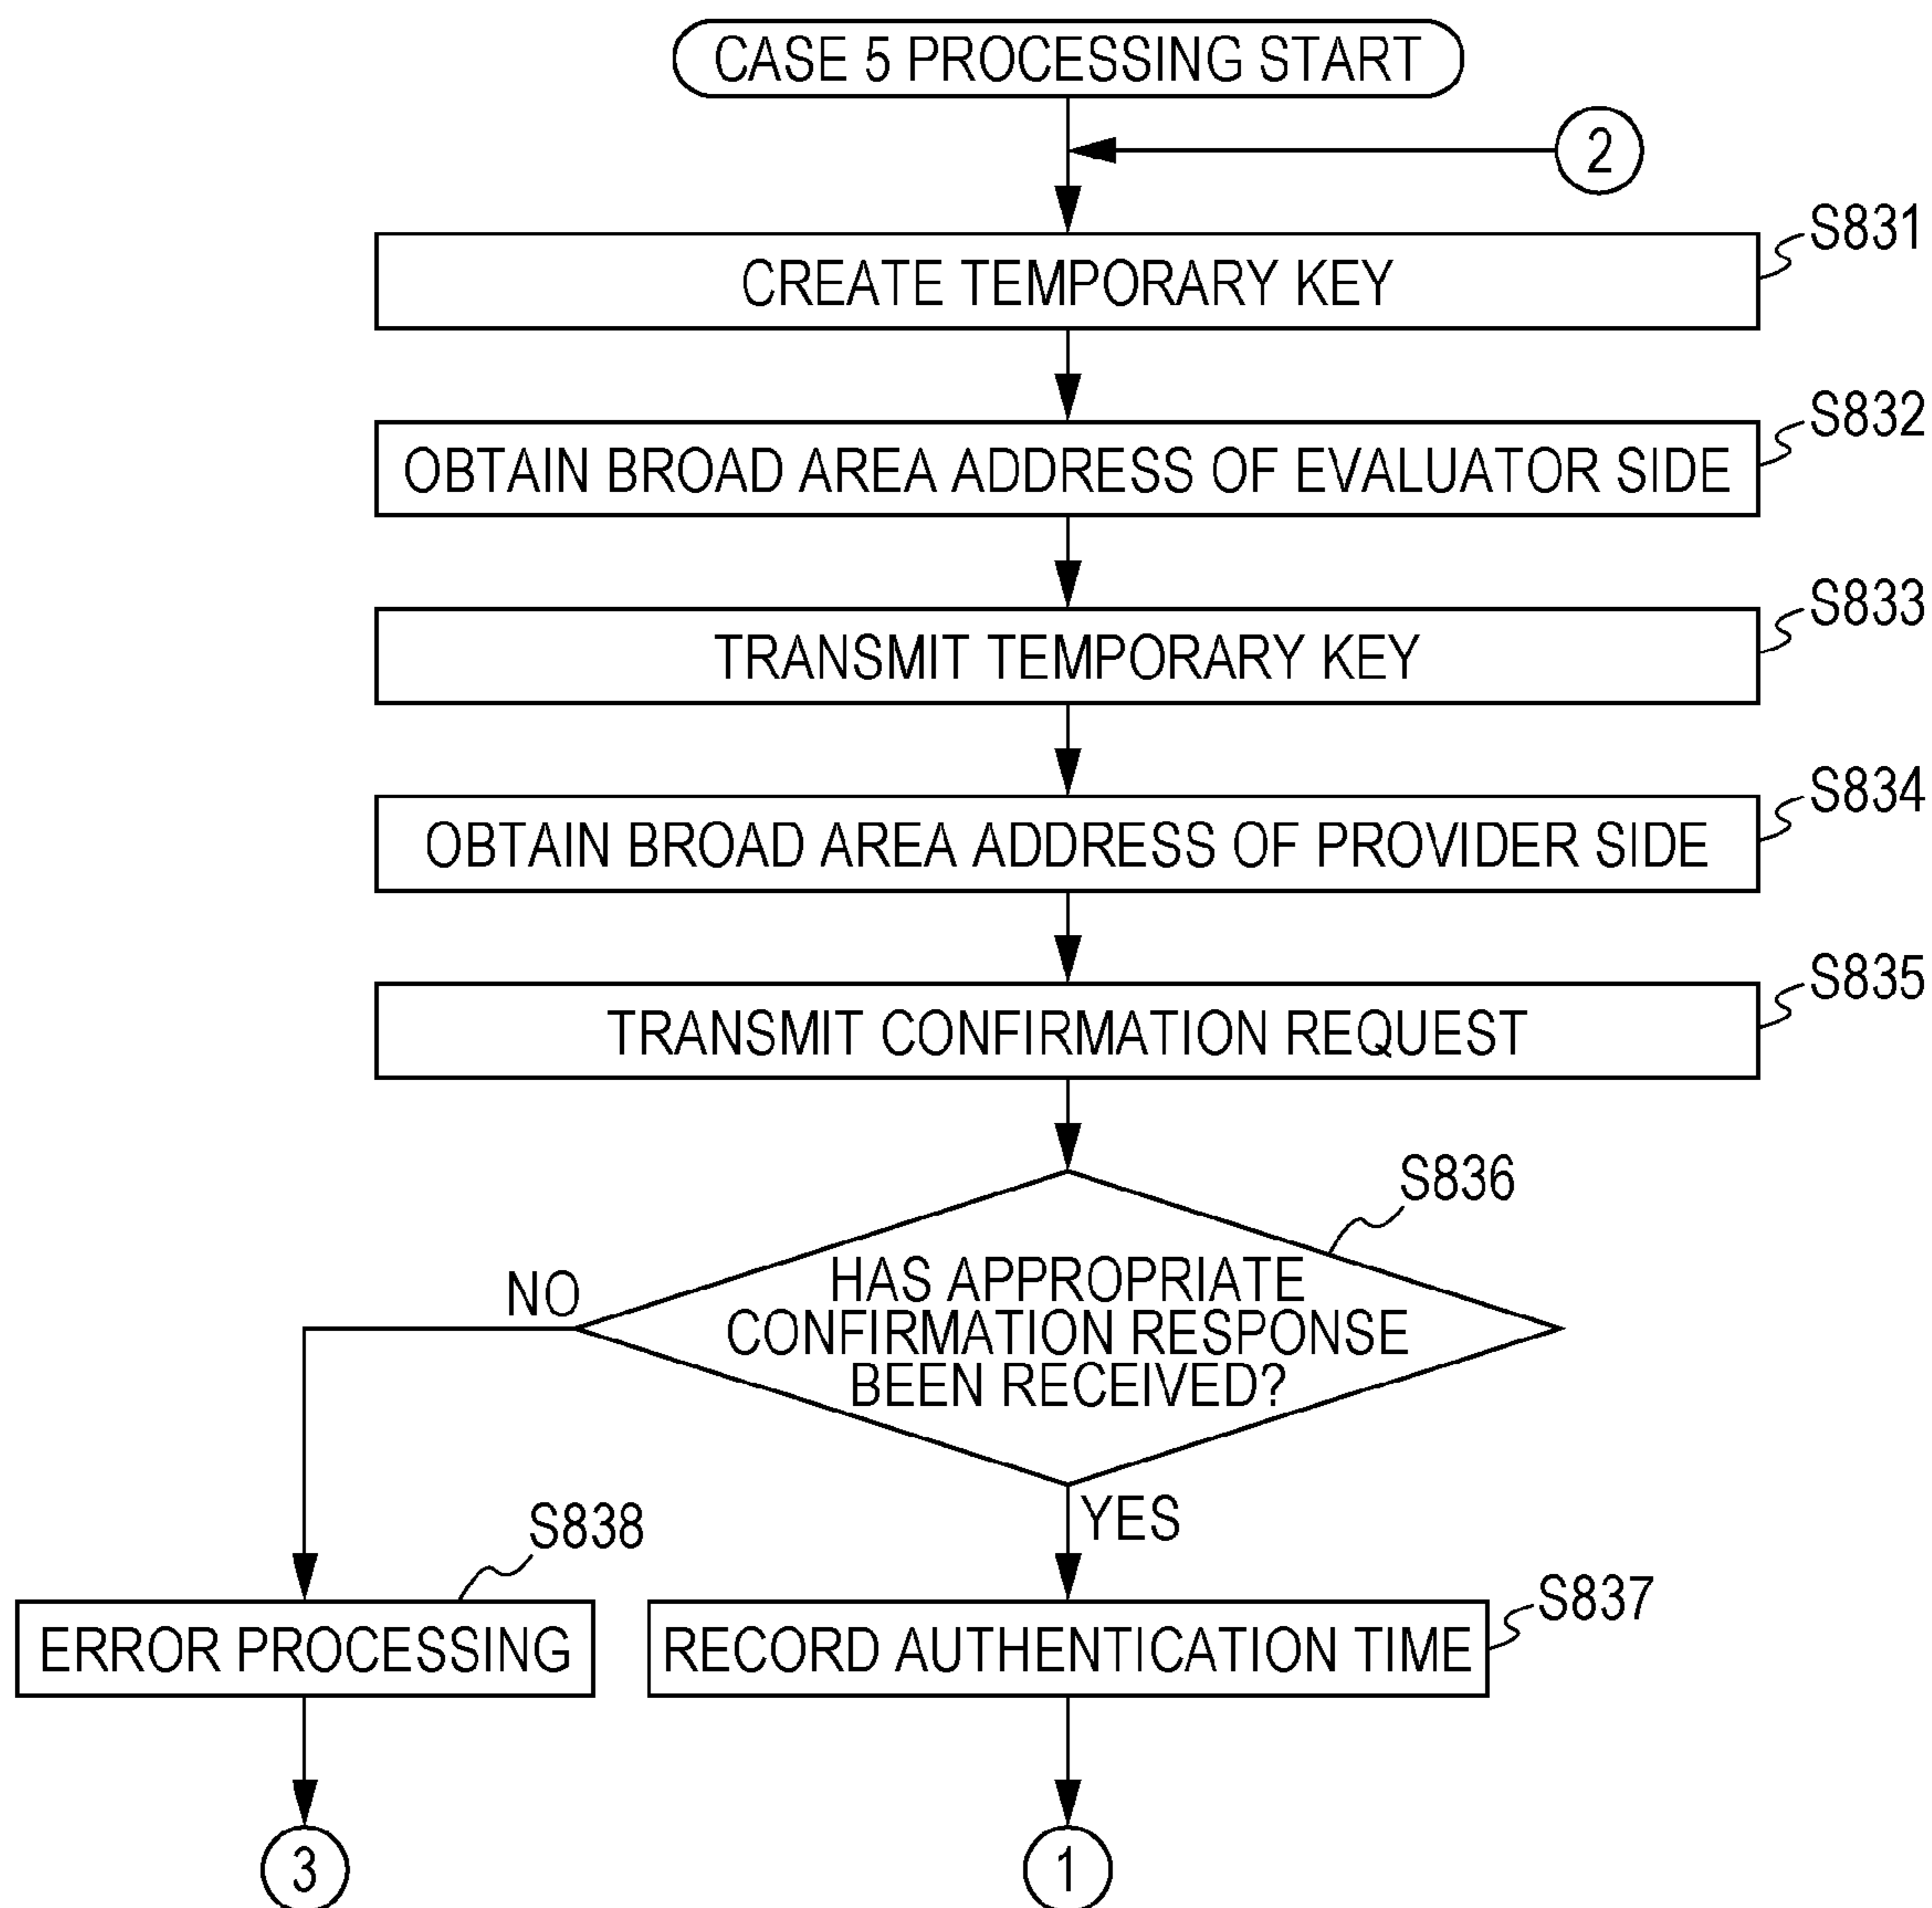 CASE 5 PROCESSING START
2
S831
CREATE TEMPORARY KEY
S832
OBTAIN BROAD AREA ADDRESS OF EVALUATOR SIDE
S833
TRANSMIT TEMPORARY KEY
S834
OBTAIN BROAD AREA ADDRESS OF PROVIDER SIDE
S835
TRANSMIT CONFIRMATION REQUEST
S836
HAS APPROPRIATE
CONFIRMATION RESPONSE
BEEN RECEIVED?
NO
YES
S838
ERROR PROCESSING
S837
RECORD AUTHENTICATION TIME
3
1